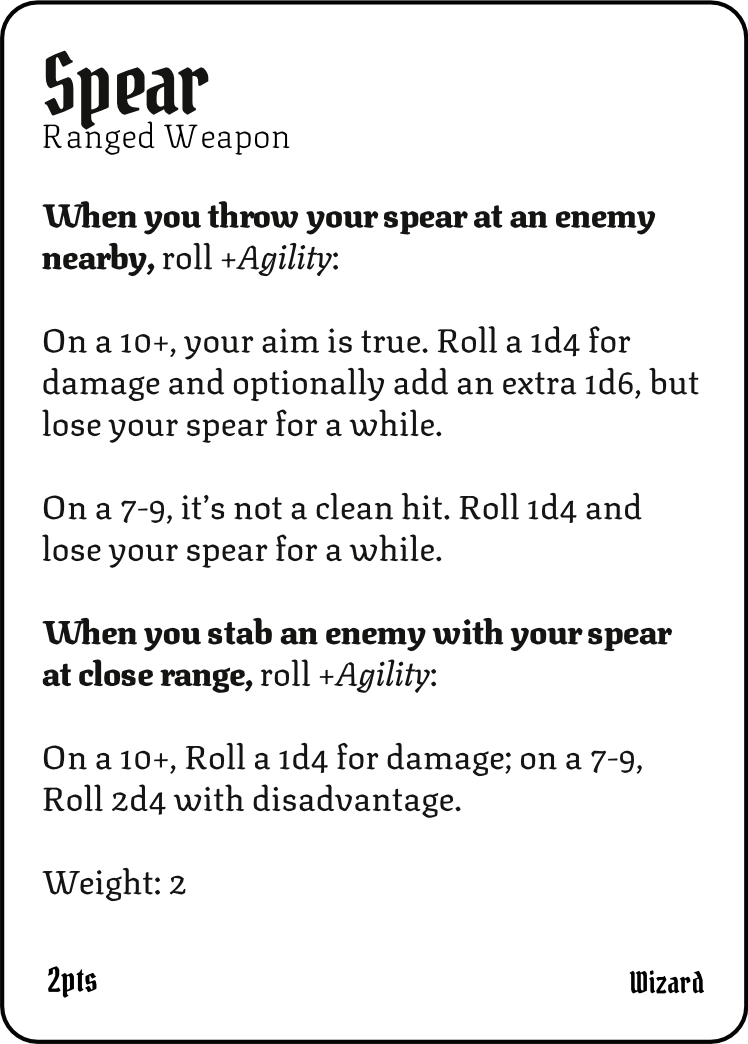 Spear
Ranged Weapon
When you throw your spear at an enemy
nearby, roll +Agility:
On a 10+, your aim is true. Roll a 1d4 for
damage and optionally add an extra 1d6, but
lose your spear for a while.
On a 7-9, it’s not a clean hit. Roll 1d4 and
lose your spear for a while.
When you stab an enemy with your spear
at close range, roll +Agility:
On a 10+, Roll a 1d4 for damage; on a 7-9,
Roll 2d4 with disadvantage.
Weight: 2
2pts
Wizard